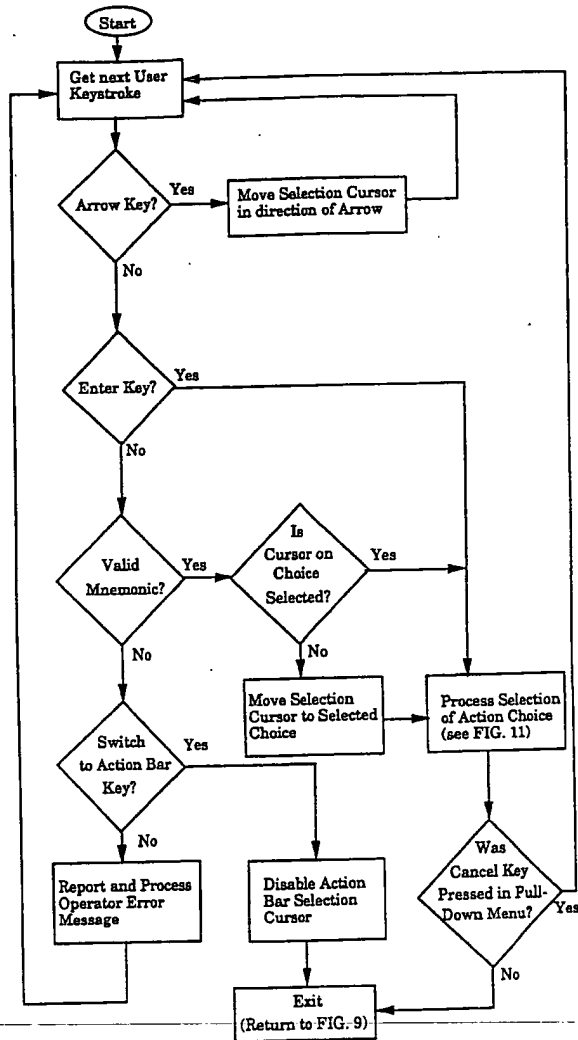 Start
Get next User
Keystroke
Arrow Key?
Yes
Move Selection Cursor
in direction of Arrow
No
Enter Key?
Yes
No
Valid
Mnemonic?
Yes
Is
Cursor on
Choice
Selected?
Yes
No
No
Move Selection
Cursor to Selected
Choice
Process Selection
of Action Choice
(see FIG. 11)
Switch
to Action Bar
Key?
Yes
No
Report and Process
Operator Error
Message
Disable Action
Bar Selection
Cursor
Was
Cancel Key
Pressed in Pull-
Down Menu?
Yes
No
Exit
(Return to FIG. 9)